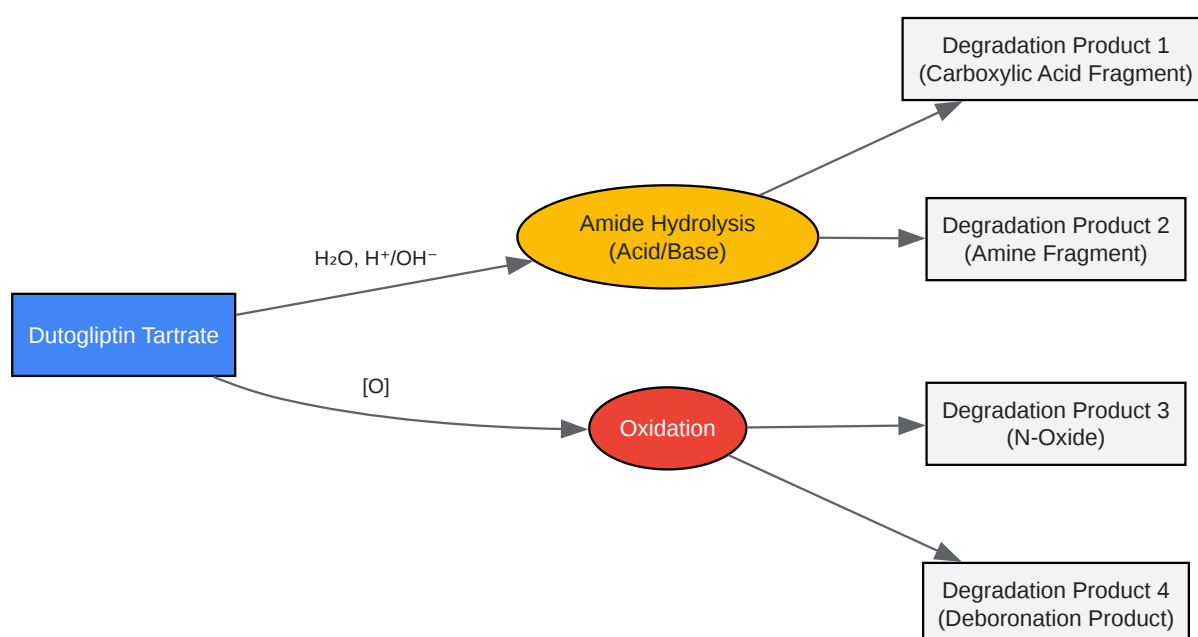 Degradation Product 1
(Carboxylic Acid Fragment)
Amide Hydrolysis
(Acid/Base)
Degradation Product 2
(Amine Fragment)
H₂O, H⁺/OH⁻
Dutogliptin Tartrate
[O]
Oxidation
Degradation Product 3
(N-Oxide)
Degradation Product 4
(Deboronation Product)